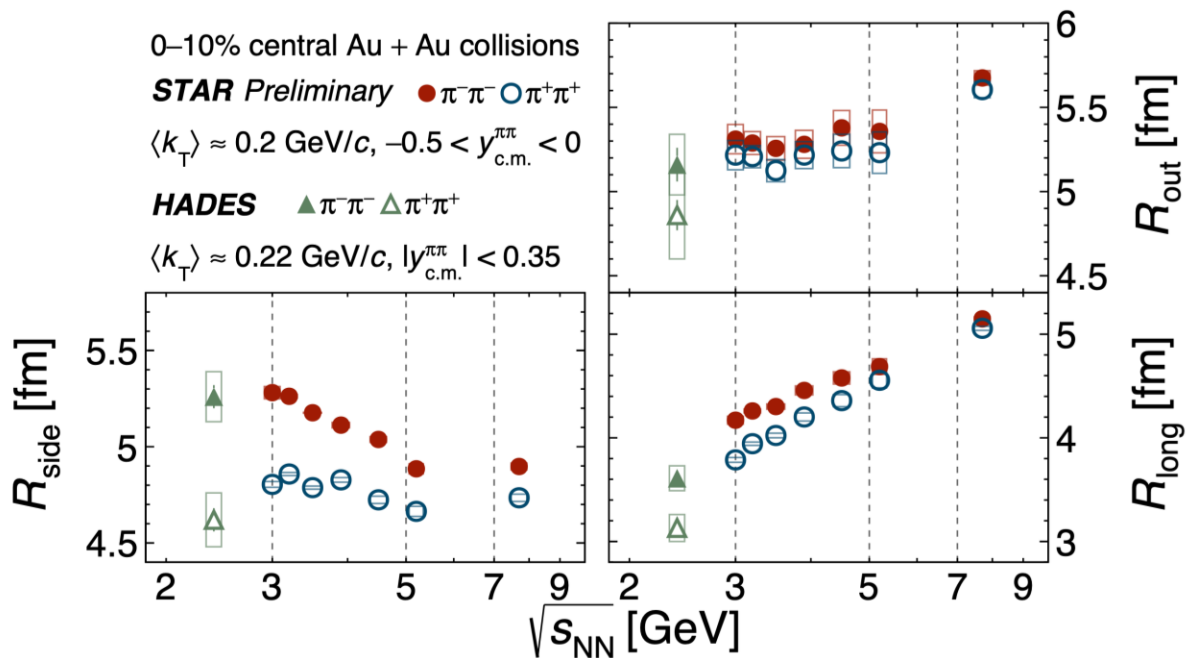 0–10% central Au + Au collisions
STAR Preliminary π⁻π⁻ π⁺π⁺
⟨k_T⟩ ≈ 0.2 GeV/c, –0.5 < y^ππ_c.m. < 0
HADES π⁻π⁻ π⁺π⁺
⟨k_T⟩ ≈ 0.22 GeV/c, |y^ππ_c.m.| < 0.35
6
5.5
5
4.5
R_out [fm]
5.5
5
4.5
R_side [fm]
5
4
3
R_long [fm]
2 3 5 7 9
2 3 5 7 9
√s_NN [GeV]